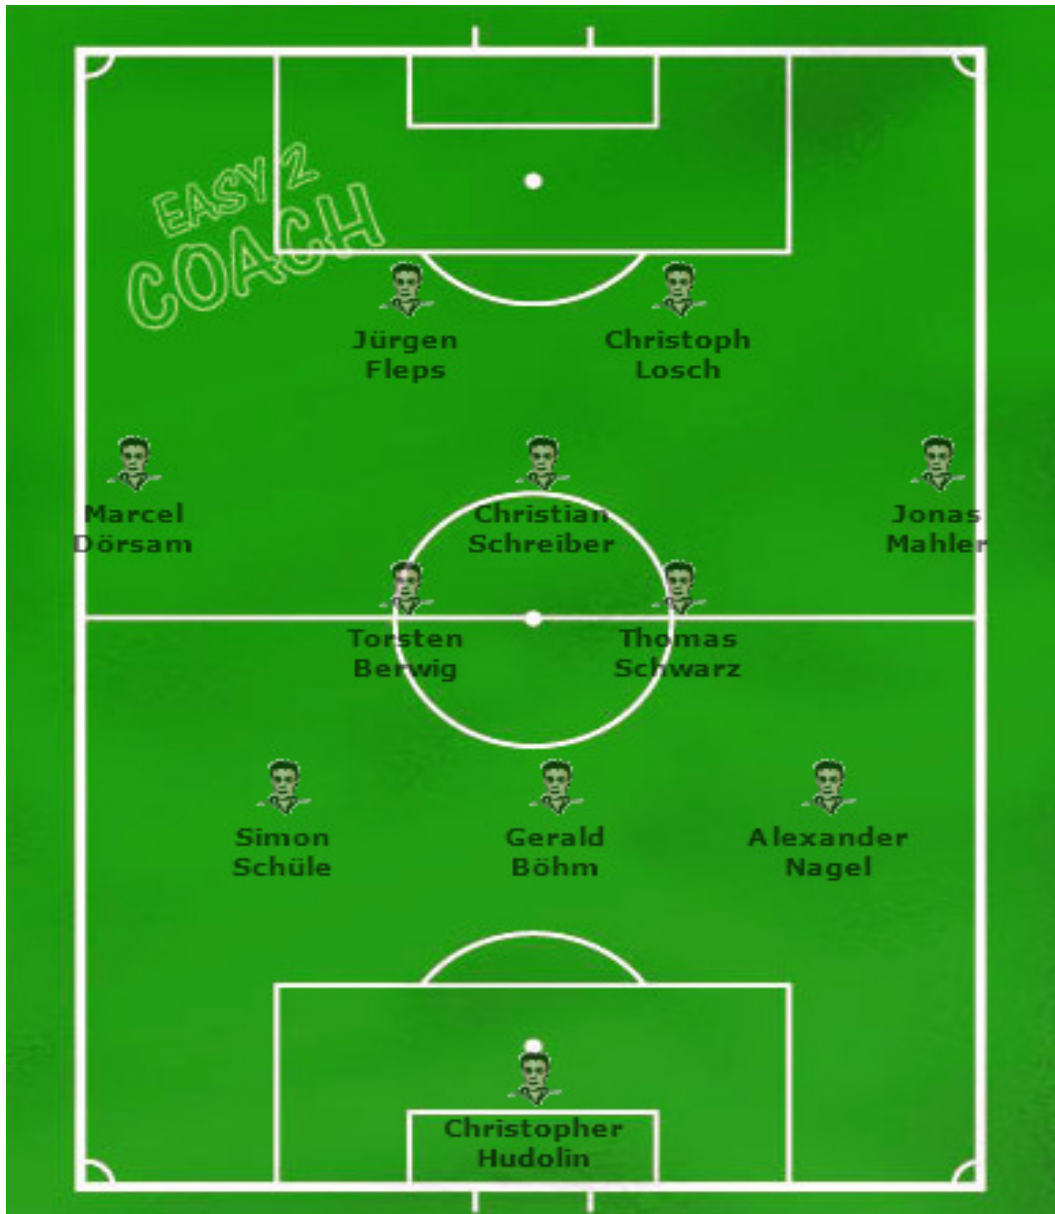 EASY 2
COACH
Jürgen
Fleps
Christoph
Losch
Marcel
Dörsam
Christian
Schreiber
Jonas
Mahler
Torsten
Berwig
Thomas
Schwarz
Simon
Schüle
Gerald
Böhm
Alexander
Nagel
Christopher
Hudolin